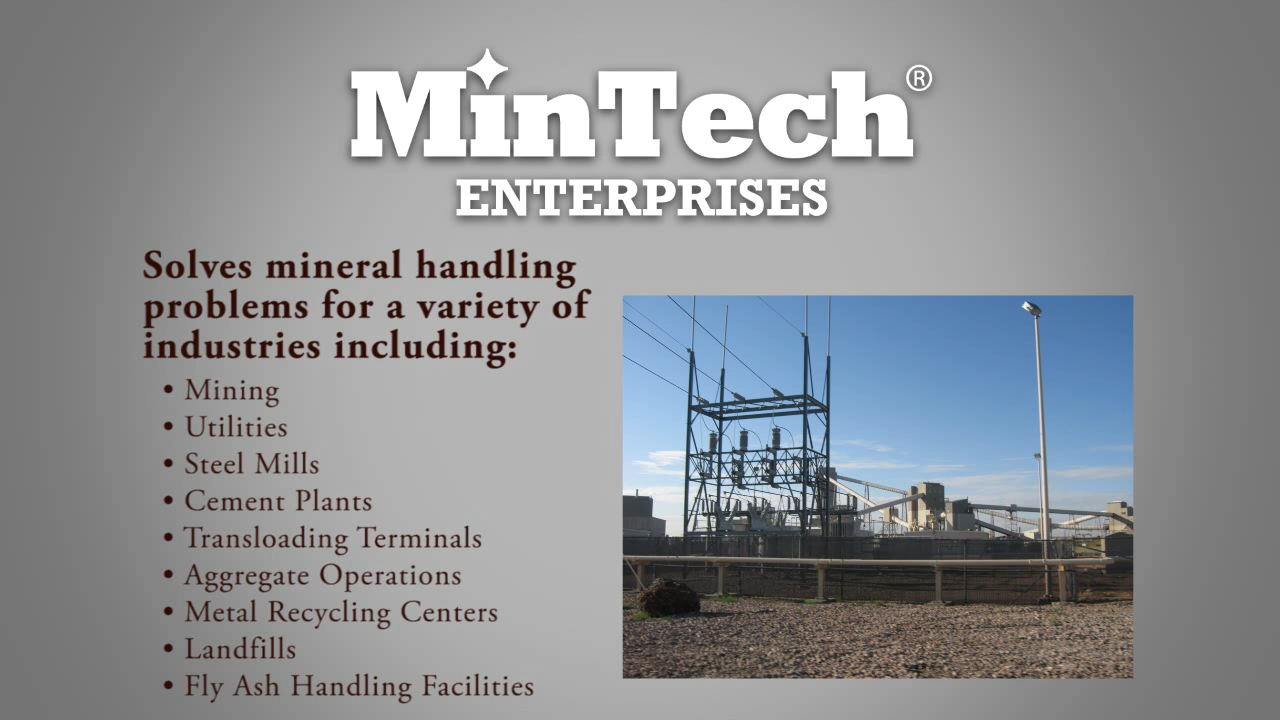 MinTech®
ENTERPRISES
Solves mineral handling
problems for a variety of
industries including:
• Mining
• Utilities
• Steel Mills
• Cement Plants
• Transloading Terminals
• Aggregate Operations
• Metal Recycling Centers
• Landfills
• Fly Ash Handling Facilities